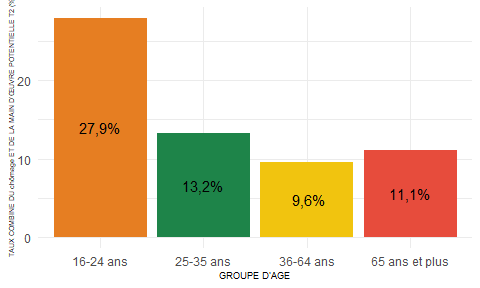 TAUX COMBINE DU chômage ET DE LA MAIN D'ŒUVRE POTENTIELLE T2 (%
20
10
0
27,9%
13,2%
9,6%
11,1%
16-24 ans
25-35 ans
36-64 ans
65 ans et plus
GROUPE D'AGE